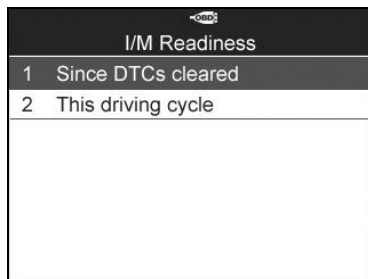 OBD
I/M Readiness
1 Since DTCs cleared
2 This driving cycle